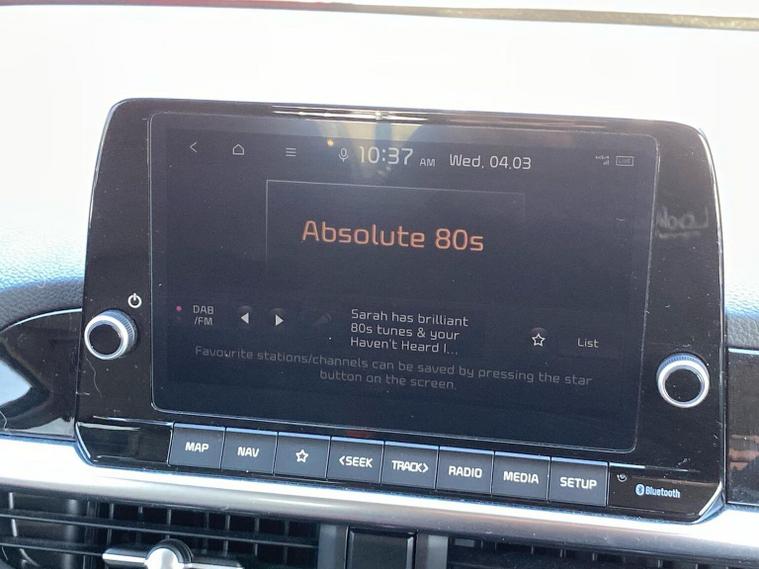 10:37 AM Wed, 04.03 LIVE
Absolute 80s
DAB
/FM
Sarah has brilliant
80s tunes & your
Haven't Heard I...
List
Favourite stations/channels can be saved by pressing the star
button on the screen.
MAP NAV <SEEK TRACK> RADIO MEDIA SETUP
Bluetooth